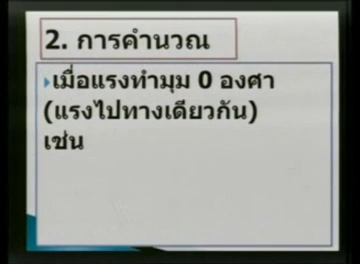 2. การคำนวณ
เมื่อแรงทำมุม 0 องศา
(แรงไปทางเดียวกัน)
เช่น